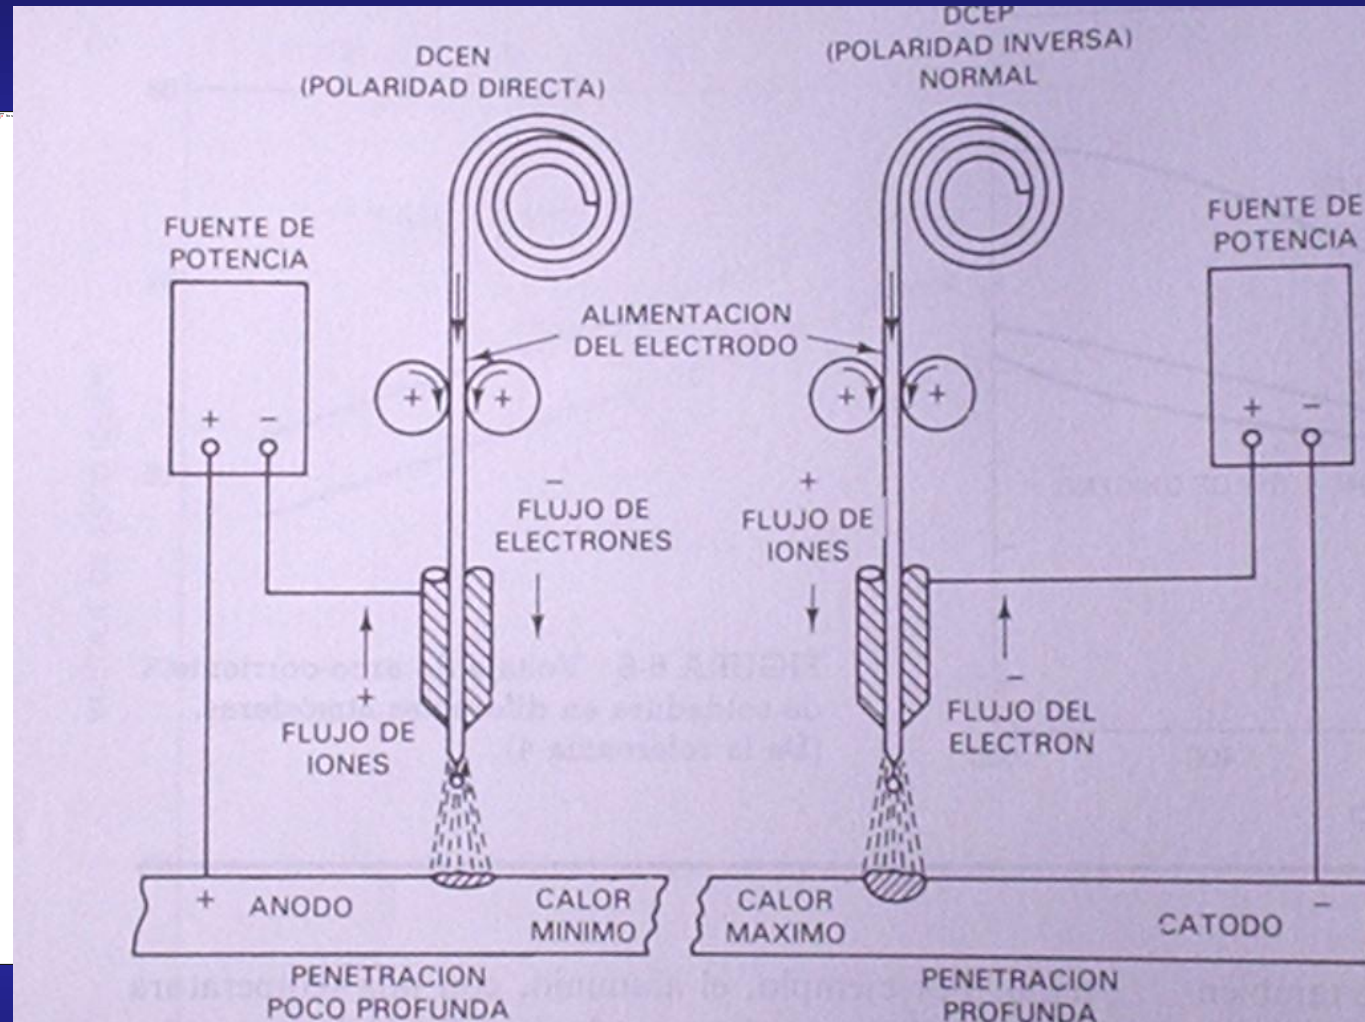 DCEN
(POLARIDAD DIRECTA)
DCEP
(POLARIDAD INVERSA)
NORMAL
FUENTE DE
POTENCIA
FUENTE DE
POTENCIA
ALIMENTACION
DEL ELECTRODO
+
+
+
+
+ −
+ −
−
FLUJO DE
ELECTRONES
+
FLUJO DE
IONES
+
FLUJO DE
IONES
−
FLUJO DEL
ELECTRON
+ ANODO
CALOR
MINIMO
CALOR
MAXIMO
CATODO
−
PENETRACION
POCO PROFUNDA
PENETRACION
PROFUNDA